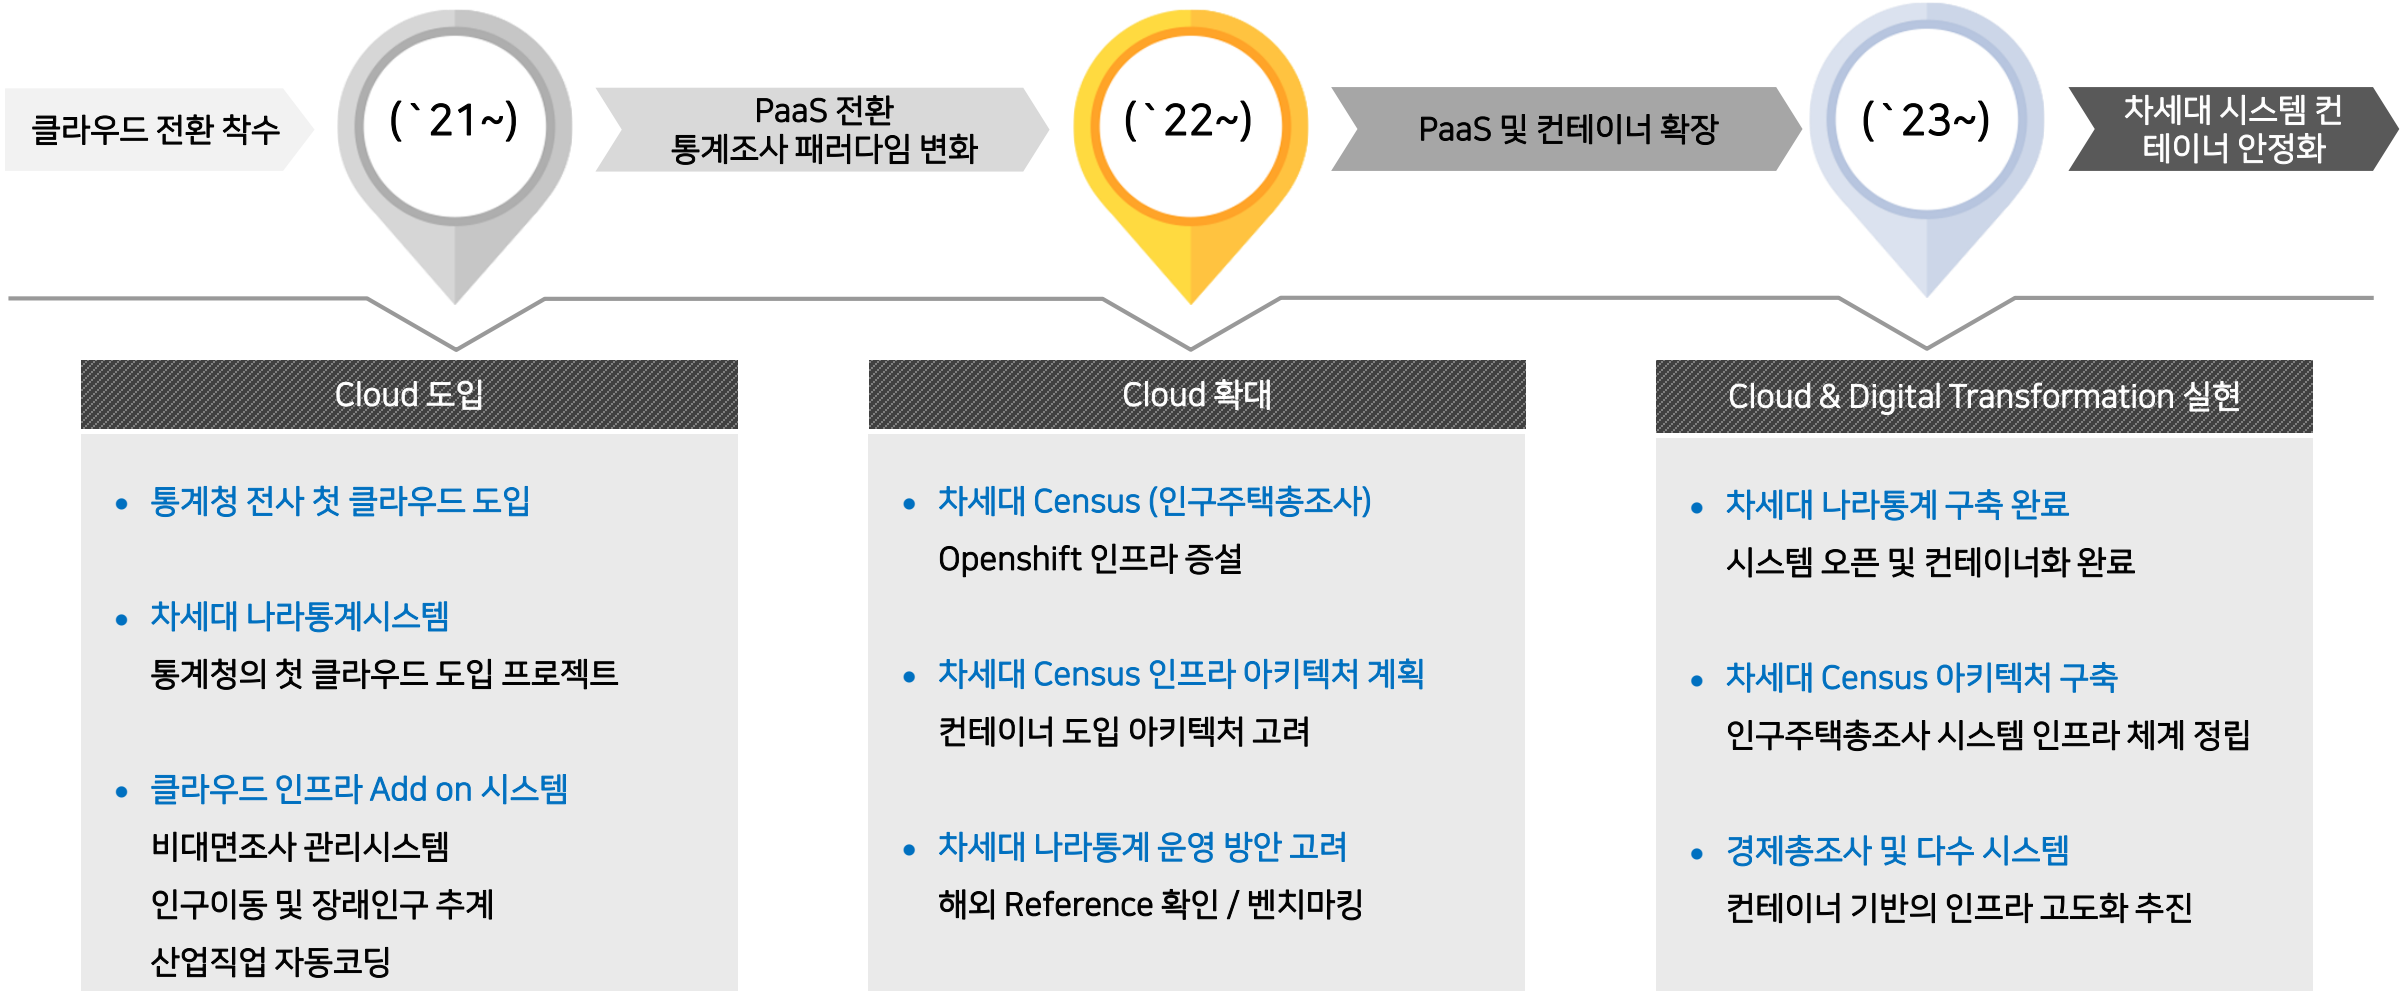 클라우드 전환 착수
(`21~)
PaaS 전환
통계조사 패러다임 변화
(`22~)
PaaS 및 컨테이너 확장
(`23~)
차세대 시스템 컨
테이너 안정화
Cloud 도입
• 통계청 전사 첫 클라우드 도입
• 차세대 나라통계시스템
통계청의 첫 클라우드 도입 프로젝트
• 클라우드 인프라 Add on 시스템
비대면조사 관리시스템
인구이동 및 장래인구 추계
산업직업 자동코딩
Cloud 확대
• 차세대 Census (인구주택총조사)
Openshift 인프라 증설
• 차세대 Census 인프라 아키텍처 계획
컨테이너 도입 아키텍처 고려
• 차세대 나라통계 운영 방안 고려
해외 Reference 확인 / 벤치마킹
Cloud & Digital Transformation 실현
• 차세대 나라통계 구축 완료
시스템 오픈 및 컨테이너화 완료
• 차세대 Census 아키텍처 구축
인구주택총조사 시스템 인프라 체계 정립
• 경제총조사 및 다수 시스템
컨테이너 기반의 인프라 고도화 추진